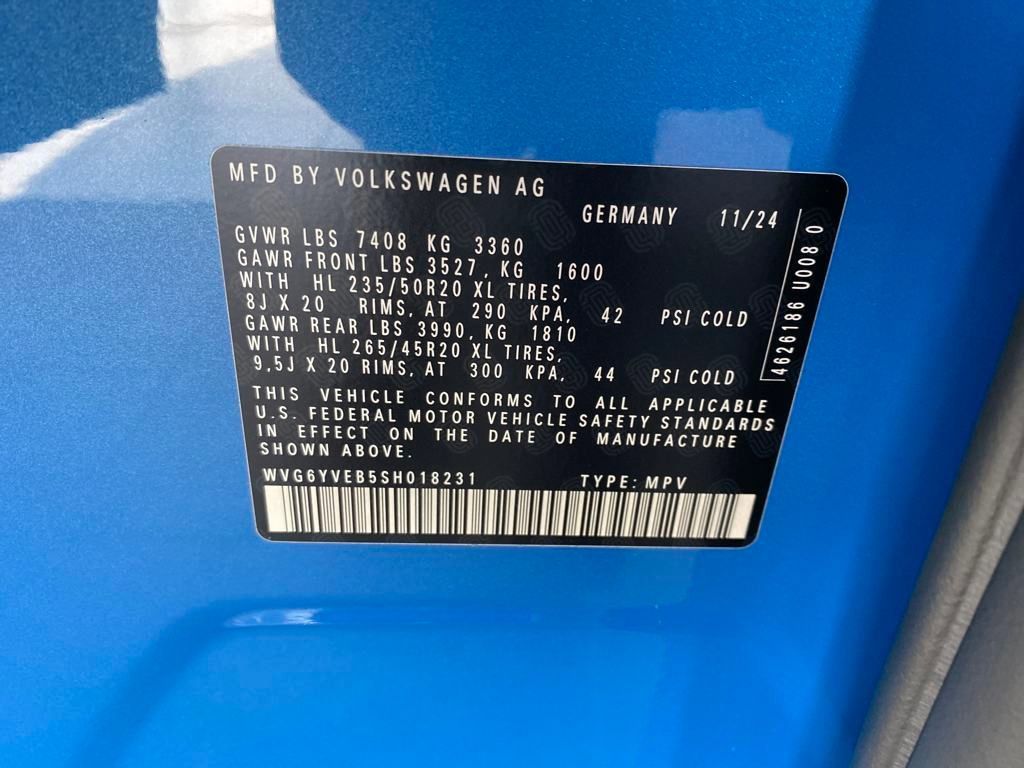 MFD BY VOLKSWAGEN AG
GERMANY 11/24
GVWR LBS 7408 KG 3360
GAWR FRONT LBS 3527, KG 1600
WITH HL 235/50R20 XL TIRES,
8J X 20 RIMS, AT 290 KPA, 42 PSI COLD
GAWR REAR LBS 3990, KG 1810
WITH HL 265/45R20 XL TIRES,
9,5J X 20 RIMS, AT 300 KPA, 44 PSI COLD
THIS VEHICLE CONFORMS TO ALL APPLICABLE
U.S. FEDERAL MOTOR VEHICLE SAFETY STANDARDS
IN EFFECT ON THE DATE OF MANUFACTURE
SHOWN ABOVE.
WVG6YVEB5SH018231 TYPE: MPV
4626186 U008 0